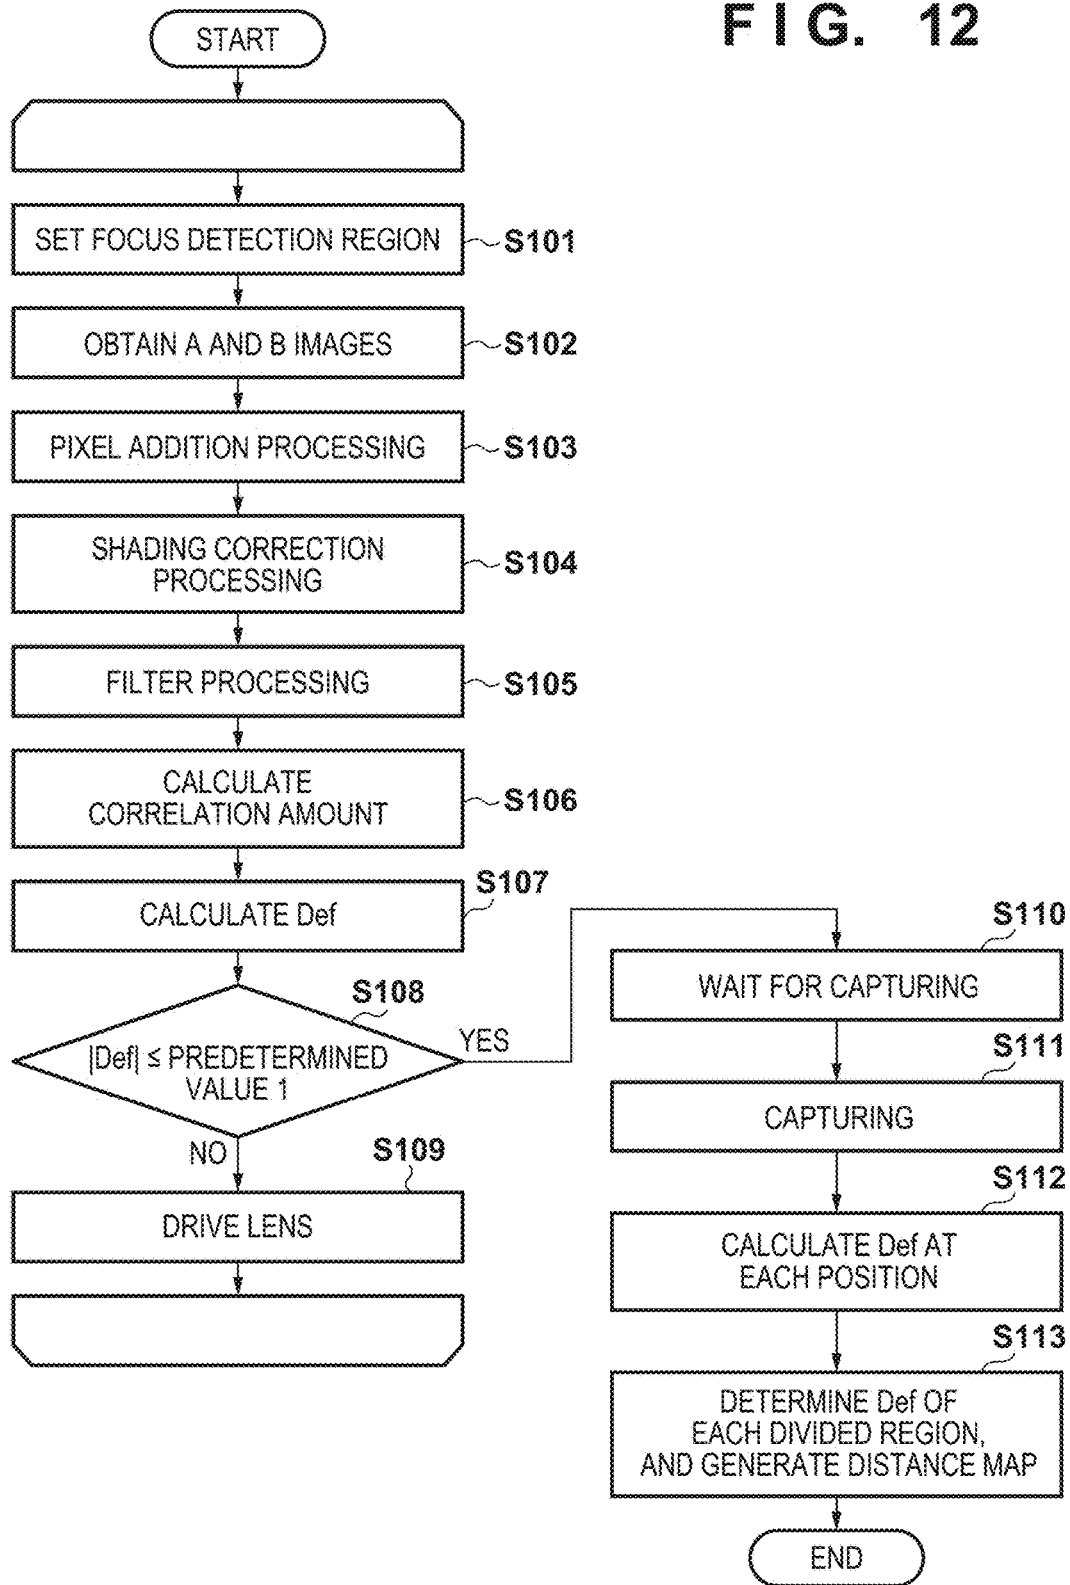 FIG. 12
START
SET FOCUS DETECTION REGION
S101
OBTAIN A AND B IMAGES
S102
PIXEL ADDITION PROCESSING
S103
SHADING CORRECTION
PROCESSING
S104
FILTER PROCESSING
S105
CALCULATE
CORRELATION AMOUNT
S106
CALCULATE Def
S107
|Def| ≤ PREDETERMINED
VALUE 1
S108
YES
NO
DRIVE LENS
S109
WAIT FOR CAPTURING
S110
CAPTURING
S111
CALCULATE Def AT
EACH POSITION
S112
DETERMINE Def OF
EACH DIVIDED REGION,
AND GENERATE DISTANCE MAP
S113
END